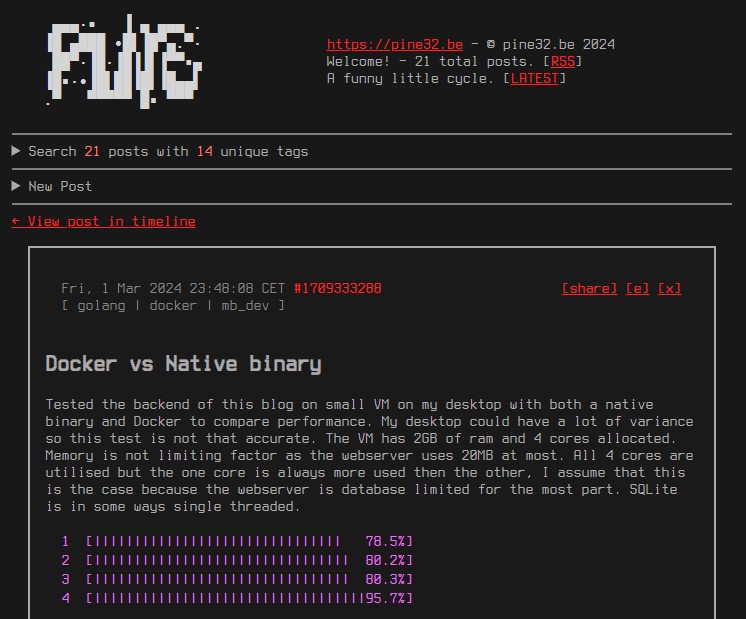 https://pine32.be - © pine32.be 2024
Welcome! - 21 total posts. [RSS]
A funny little cycle. [LATEST]
▶ Search 21 posts with 14 unique tags
▶ New Post
← View post in timeline
Fri, 1 Mar 2024 23:48:08 CET #1709333288 [share] [e] [x]
[ golang | docker | mb_dev ]
Docker vs Native binary
Tested the backend of this blog on small VM on my desktop with both a native
binary and Docker to compare performance. My desktop could have a lot of variance
so this test is not that accurate. The VM has 2GB of ram and 4 cores allocated.
Memory is not limiting factor as the webserver uses 20MB at most. All 4 cores are
utilised but the one core is always more used then the other, I assume that this
is the case because the webserver is database limited for the most part. SQLite
is in some ways single threaded.
1 [||||||||||||||||||||||||||||||| 78.5%]
2 [|||||||||||||||||||||||||||||||| 80.2%]
3 [|||||||||||||||||||||||||||||||| 80.3%]
4 [||||||||||||||||||||||||||||||||||95.7%]